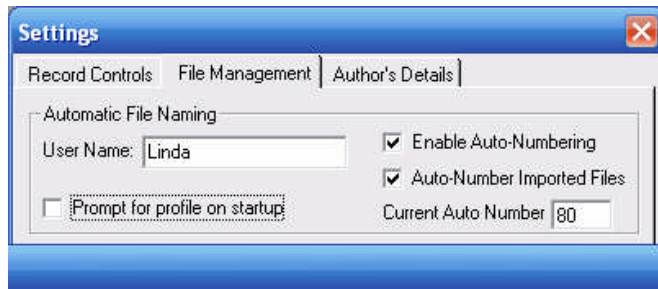 Settings
Record Controls File Management Author's Details
Automatic File Naming
User Name: Linda
Enable Auto-Numbering
Auto-Number Imported Files
Prompt for profile on startup
Current Auto Number 80